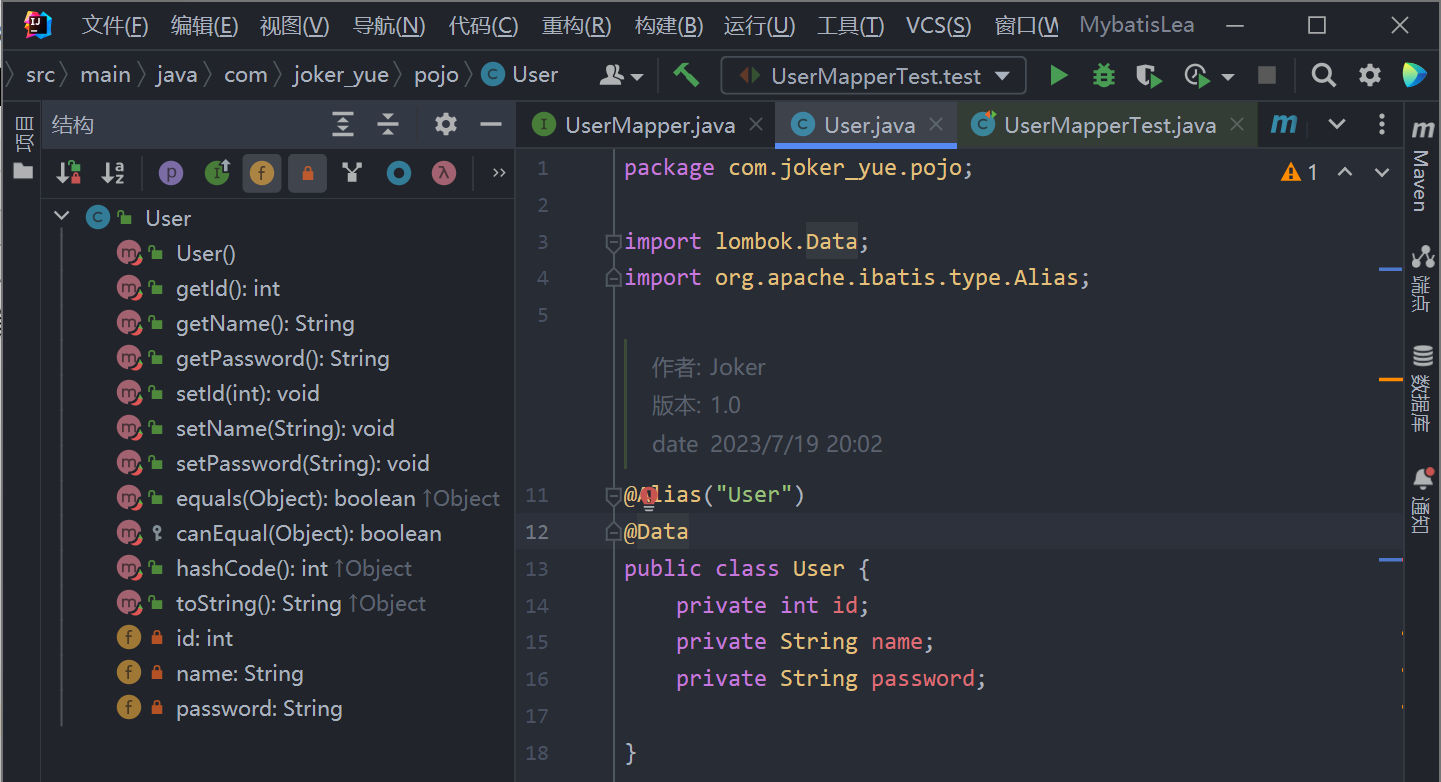 文件(F) 编辑(E) 视图(V) 导航(N) 代码(C) 重构(R) 构建(B) 运行(U) 工具(T) VCS(S) 窗口(W MybatisLea
src main java com joker_yue pojo C User UserMapperTest.test
项目
结构
UserMapper.java User.java UserMapperTest.java m
User
User()
getId(): int
getName(): String
getPassword(): String
setId(int): void
setName(String): void
setPassword(String): void
equals(Object): boolean ↑Object
canEqual(Object): boolean
hashCode(): int ↑Object
toString(): String ↑Object
id: int
name: String
password: String
1 package com.joker_yue.pojo;
2
3 import lombok.Data;
4 import org.apache.ibatis.type.Alias;
5
作者: Joker
版本: 1.0
date 2023/7/19 20:02
11 @Alias("User")
12 @Data
13 public class User {
14 private int id;
15 private String name;
16 private String password;
17
18 }
1
m Maven
端点
数据库
通知